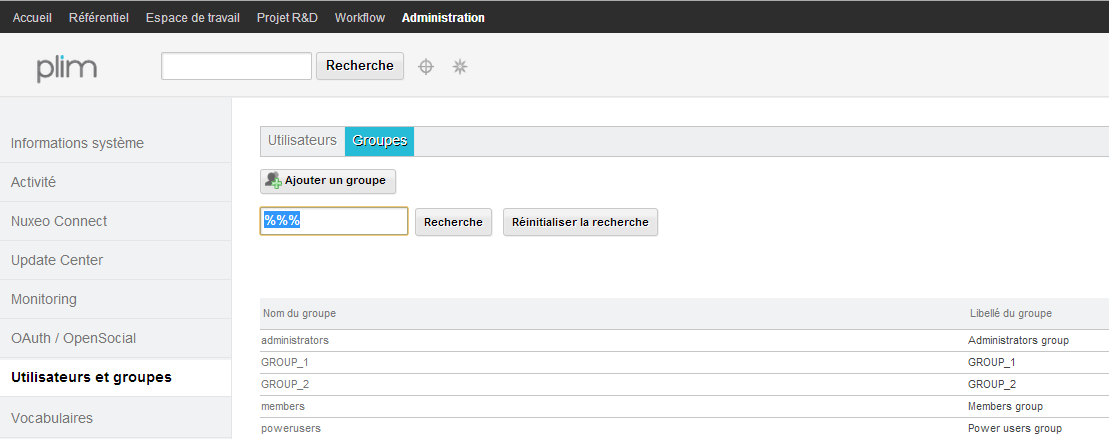 Accueil Référentiel Espace de travail Projet R&D Workflow Administration
plim Recherche
Informations système
Activité
Nuxeo Connect
Update Center
Monitoring
OAuth / OpenSocial
Utilisateurs et groupes
Vocabulaires
Utilisateurs Groupes
Ajouter un groupe
%%% Recherche Réinitialiser la recherche
Nom du groupe Libellé du groupe
administrators Administrators group
GROUP_1 GROUP_1
GROUP_2 GROUP_2
members Members group
powerusers Power users group